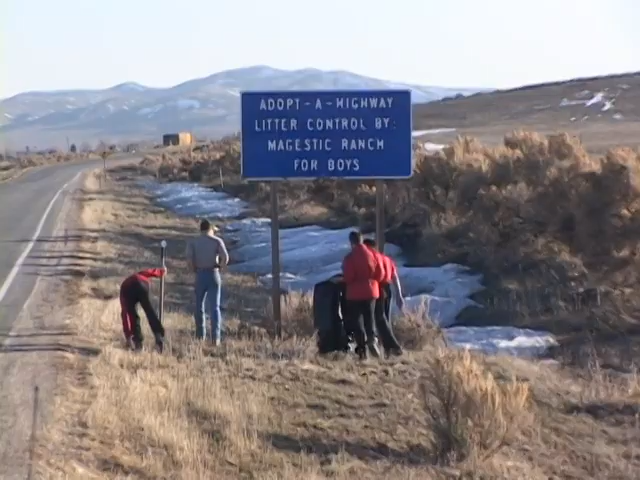 ADOPT-A-HIGHWAY
LITTER CONTROL BY:
MAGESTIC RANCH
FOR BOYS